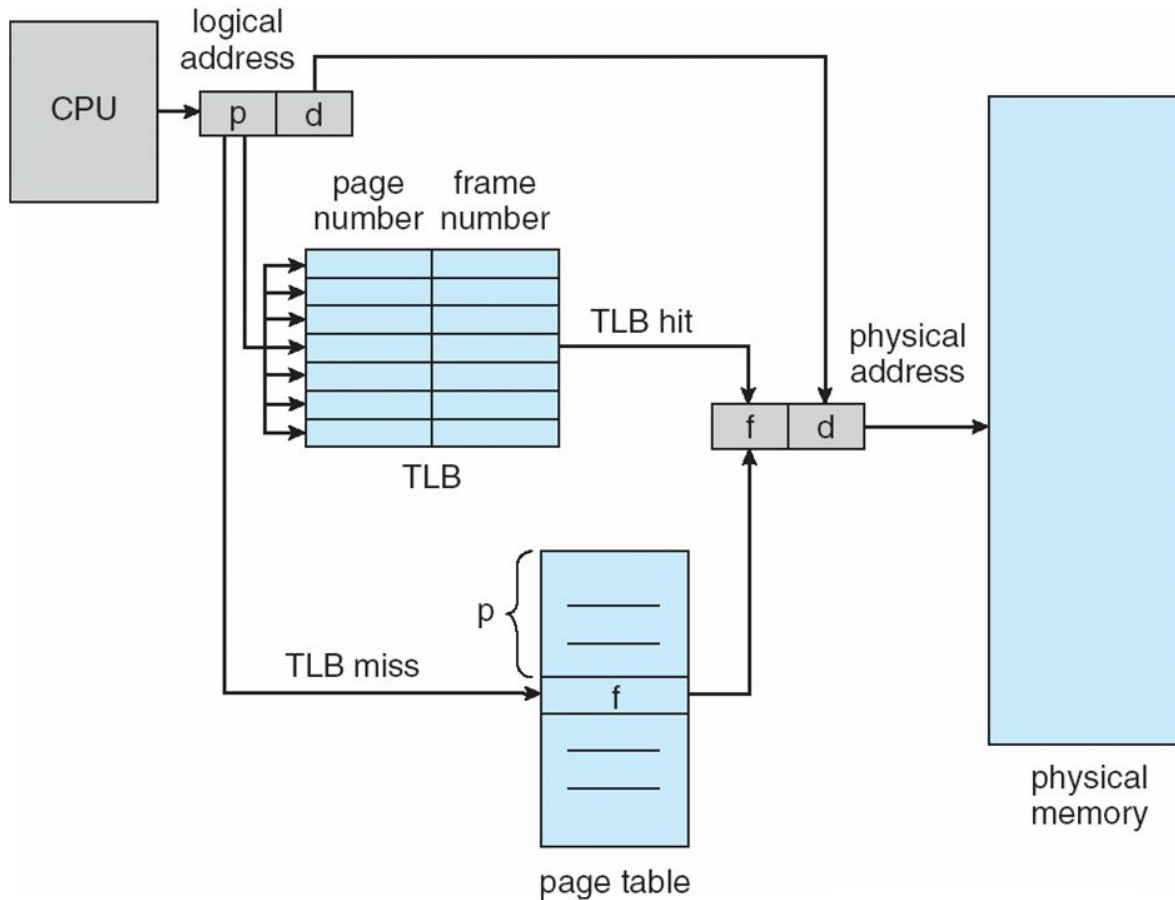 logical
address
CPU
p
d
page
number
frame
number
TLB hit
physical
address
f
d
TLB
p
TLB miss
f
physical
memory
page table